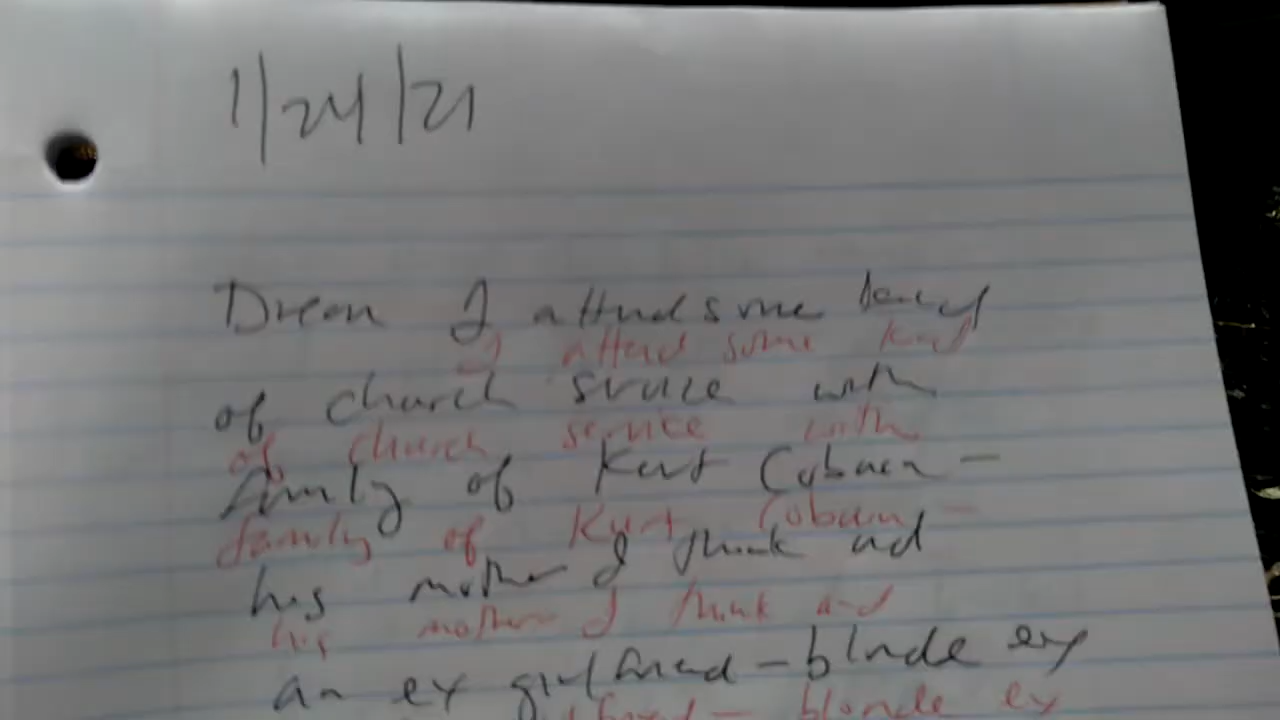 1/24/21
Dream I attend some kind
I attend some kind
of church service with
of church service with
family of Kurt Cobain -
family of Kurt Cobain -
his mother I think and
his mother I think and
an ex girlfriend - blonde ex
- blonde ex